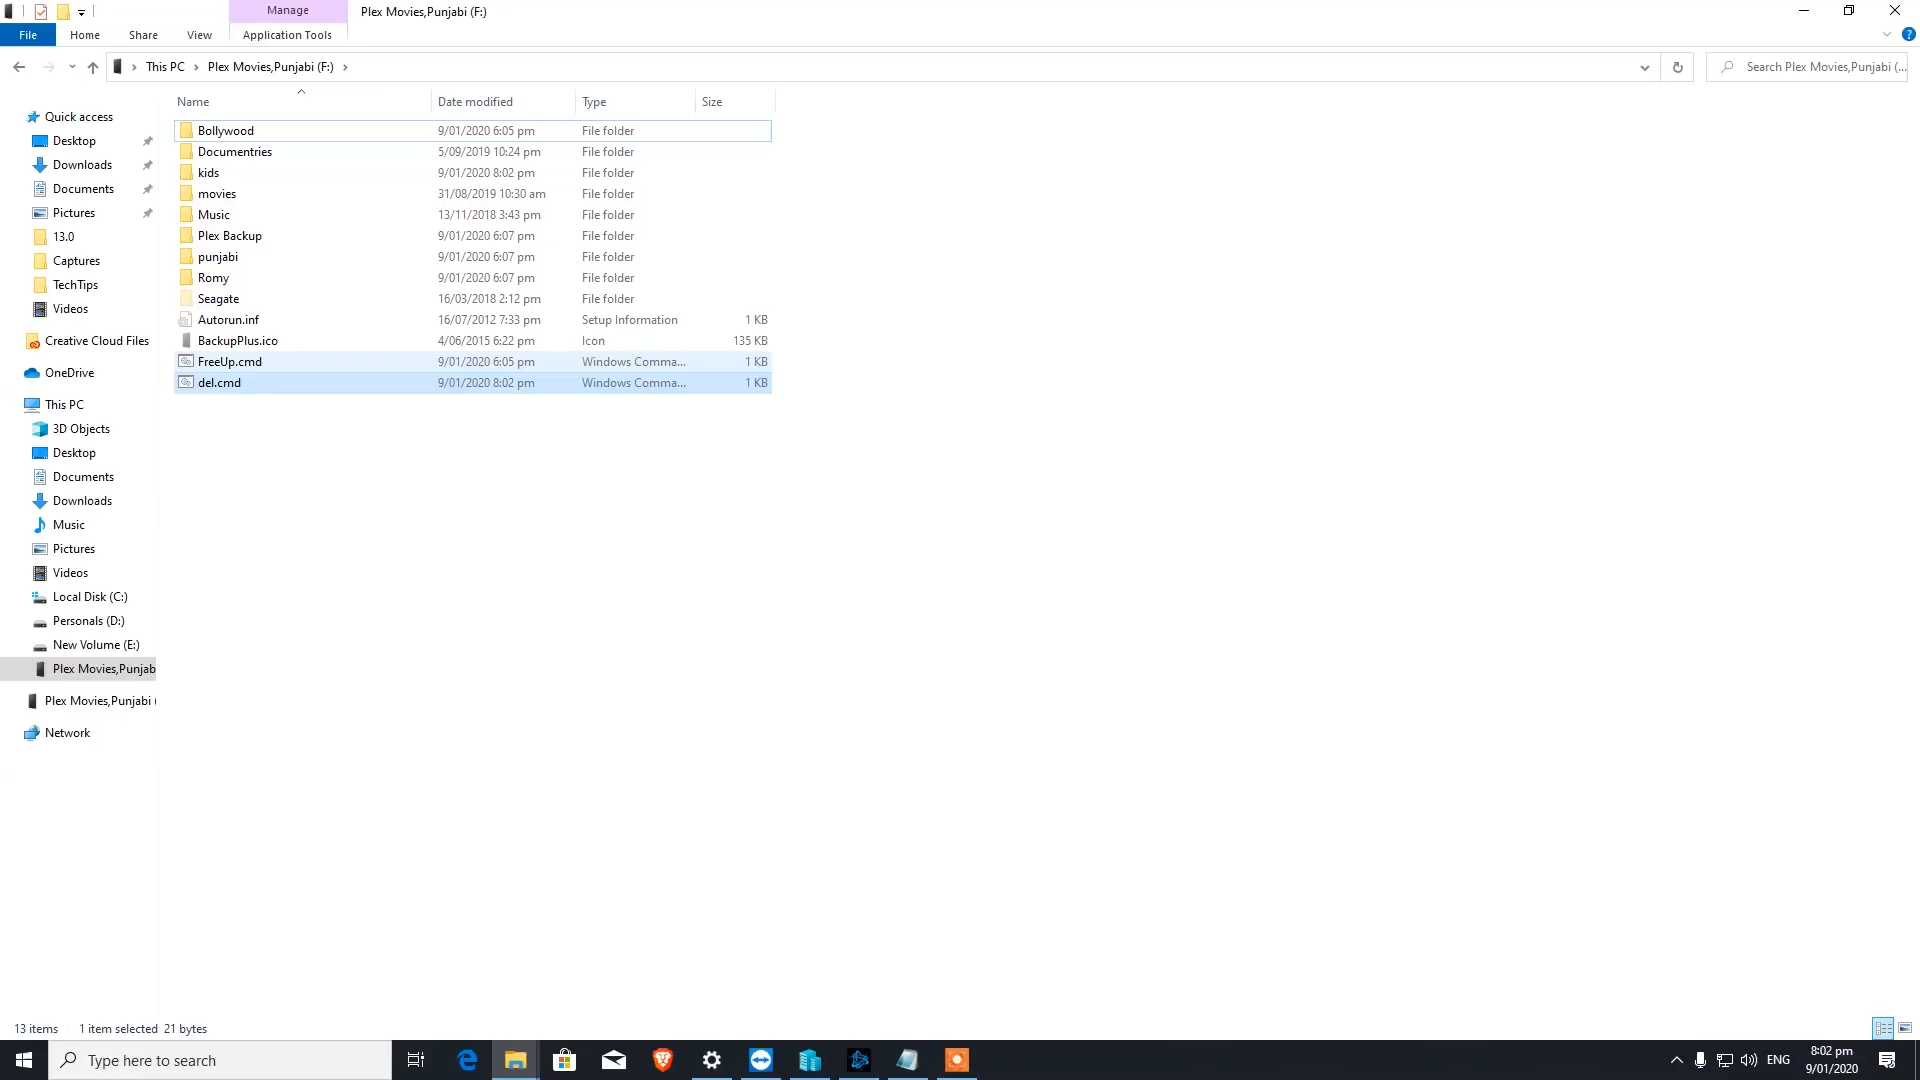 Manage
Plex Movies,Punjabi (F:)
File
Home
Share
View
Application Tools
This PC
Plex Movies,Punjabi (F:)
Search Plex Movies,Punjabi (...
Name
Date modified
Type
Size
Bollywood 9/01/2020 6:05 pm File folder
Documentries 5/09/2019 10:24 pm File folder
kids 9/01/2020 8:02 pm File folder
movies 31/08/2019 10:30 am File folder
Music 13/11/2018 3:43 pm File folder
Plex Backup 9/01/2020 6:07 pm File folder
punjabi 9/01/2020 6:07 pm File folder
Romy 9/01/2020 6:07 pm File folder
Seagate 16/03/2018 2:12 pm File folder
Autorun.inf 16/07/2012 7:33 pm Setup Information 1 KB
BackupPlus.ico 4/06/2015 6:22 pm Icon 135 KB
FreeUp.cmd 9/01/2020 6:05 pm Windows Comma... 1 KB
del.cmd 9/01/2020 8:02 pm Windows Comma... 1 KB
Quick access
Desktop
Downloads
Documents
Pictures
13.0
Captures
TechTips
Videos
Creative Cloud Files
OneDrive
This PC
3D Objects
Desktop
Documents
Downloads
Music
Pictures
Videos
Local Disk (C:)
Personals (D:)
New Volume (E:)
Plex Movies,Punjab
Plex Movies,Punjabi (
Network
13 items
1 item selected 21 bytes
Type here to search
ENG
8:02 pm
9/01/2020